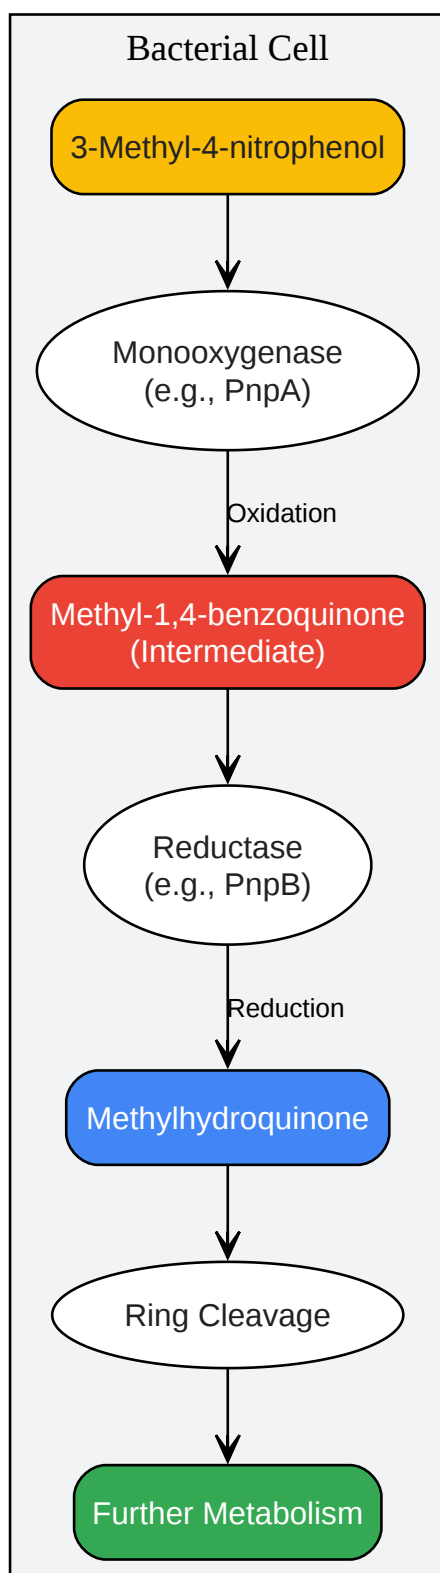 Bacterial Cell
3-Methyl-4-nitrophenol
Monooxygenase
(e.g., PnpA)
Oxidation
Methyl-1,4-benzoquinone
(Intermediate)
Reductase
(e.g., PnpB)
Reduction
Methylhydroquinone
Ring Cleavage
Further Metabolism